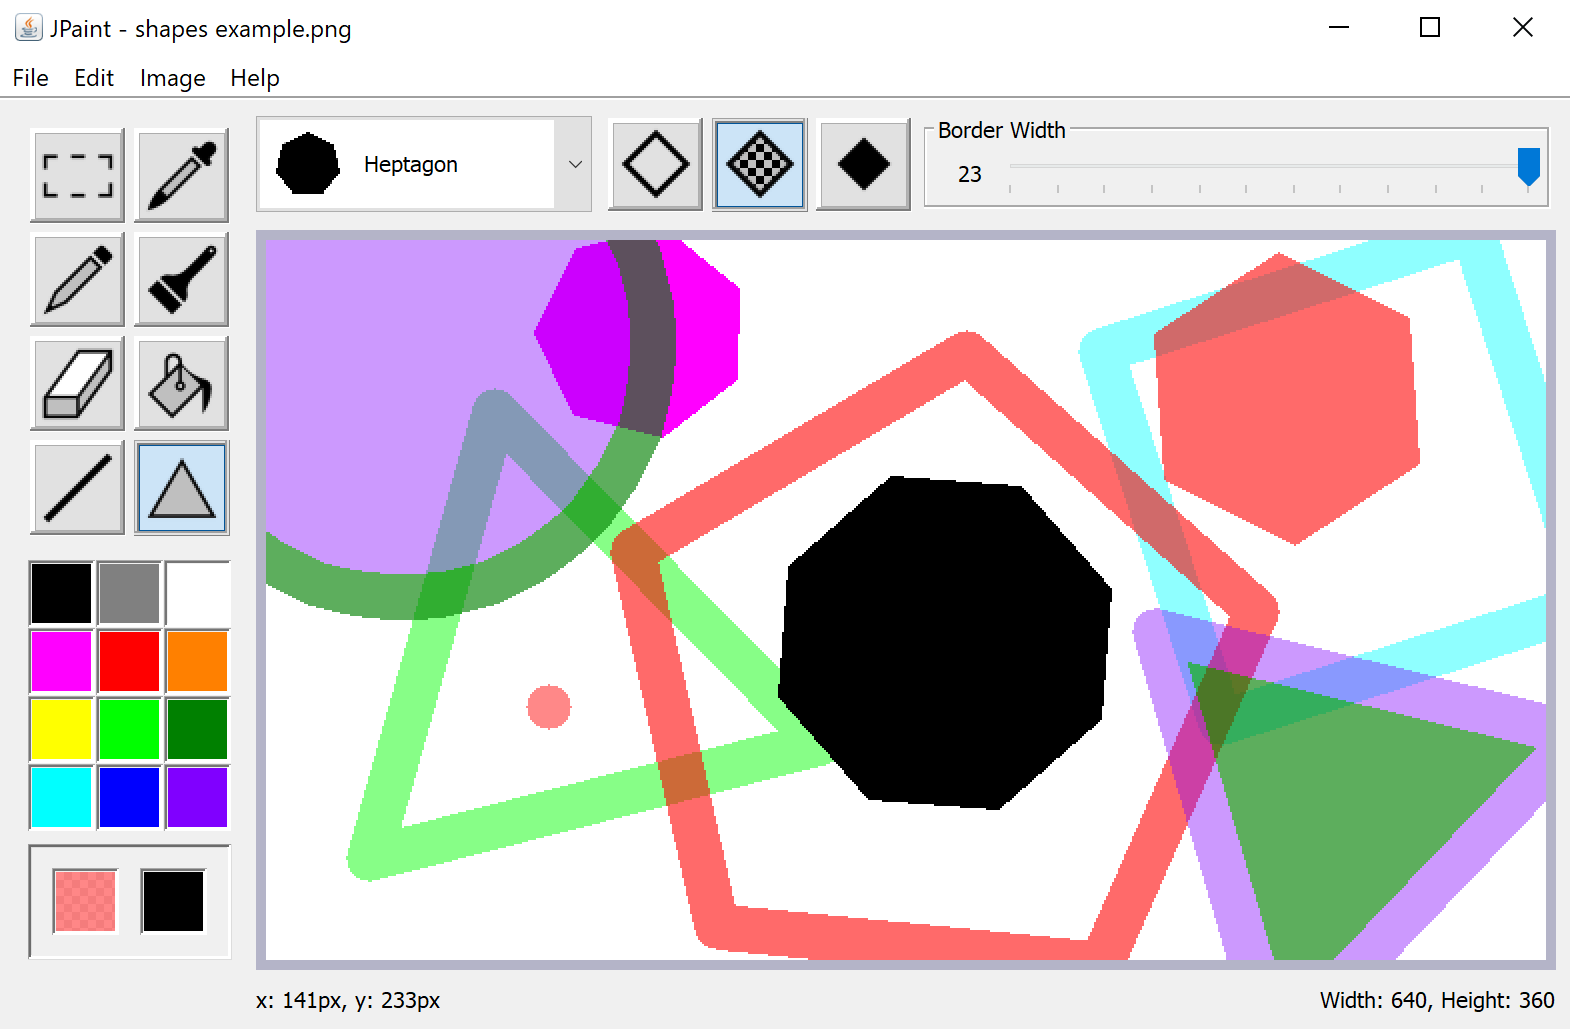 JPaint - shapes example.png
File Edit Image Help
Heptagon
Border Width
23
x: 141px, y: 233px
Width: 640, Height: 360